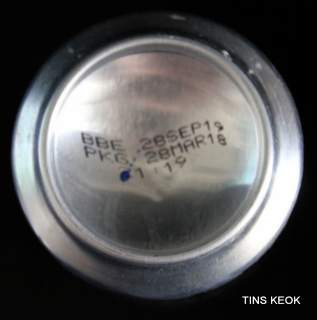 BBE 28SEP19
PKG 28MAR18
1 19
TINS KEOK